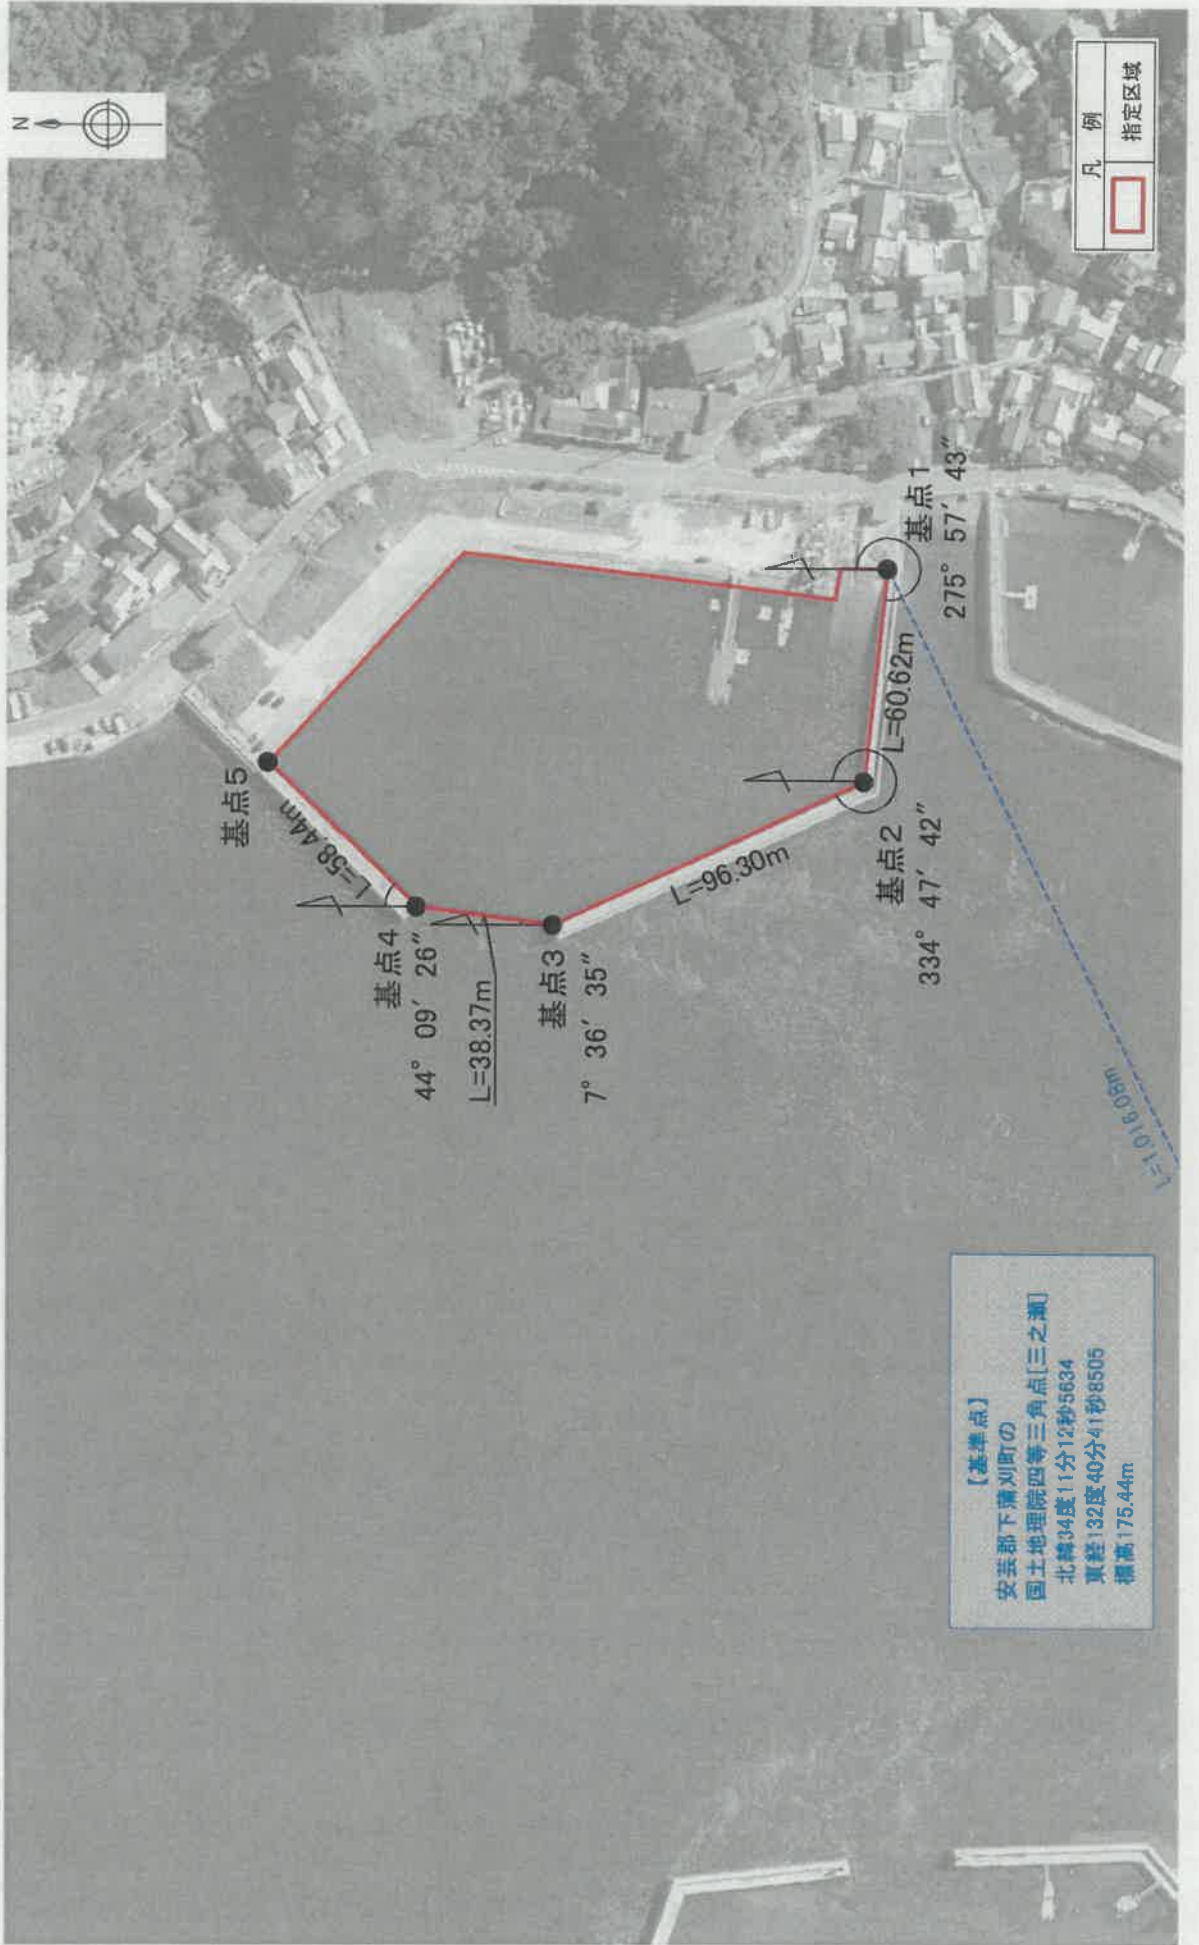 N
凡例
指定区域
基点5
L=58.44m
基点4
44° 09′ 26″
L=38.37m
基点3
7° 36′ 35″
L=96.30m
基点2
334° 47′ 42″
L=60.62m
基点1
275° 57′ 43″
L=1,016.08m
【基準点】
安芸郡下蒲刈町の
国土地理院四等三角点[三之瀬]
北緯34度11分12秒5634
東経132度40分41秒8505
標高175.44m